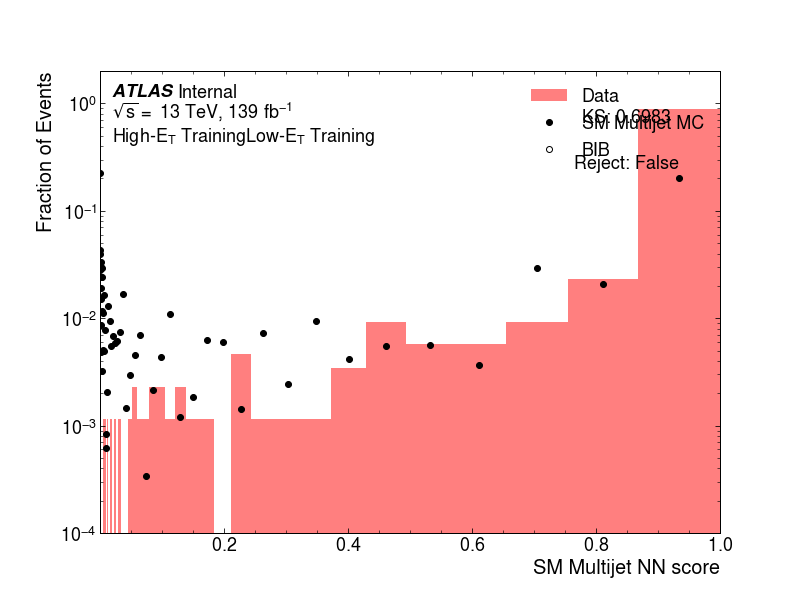 ATLAS Internal
√s = 13 TeV, 139 fb⁻¹
High-E_T TrainingLow-E_T Training
Data
KS: 0.6983
SM Multijet MC
BIB
Reject: False
Fraction of Events
10⁰
10⁻¹
10⁻²
10⁻³
10⁻⁴
0.2 0.4 0.6 0.8 1.0
SM Multijet NN score